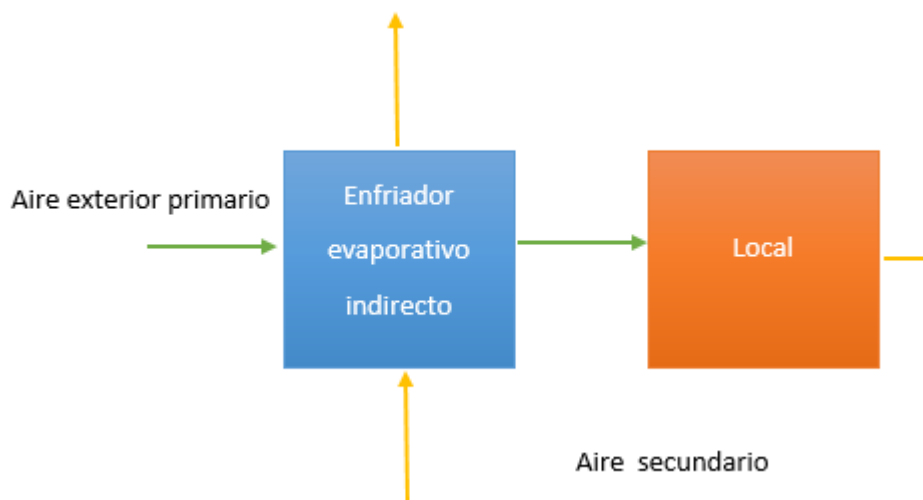 Aire exterior primario
Enfriador
evaporativo
indirecto
Local
Aire secundario